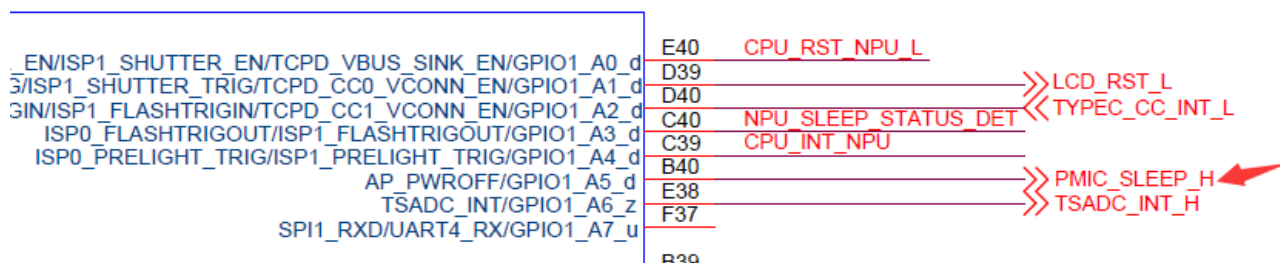 _EN/ISP1_SHUTTER_EN/TCPD_VBUS_SINK_EN/GPIO1_A0_d E40 CPU_RST_NPU_L
G/ISP1_SHUTTER_TRIG/TCPD_CC0_VCONN_EN/GPIO1_A1_d D39 LCD_RST_L
GIN/ISP1_FLASHTRIGIN/TCPD_CC1_VCONN_EN/GPIO1_A2_d D40 TYPEC_CC_INT_L
ISP0_FLASHTRIGOUT/ISP1_FLASHTRIGOUT/GPIO1_A3_d C40 NPU_SLEEP_STATUS_DET
ISP0_PRELIGHT_TRIG/ISP1_PRELIGHT_TRIG/GPIO1_A4_d C39 CPU_INT_NPU
AP_PWROFF/GPIO1_A5_d B40 PMIC_SLEEP_H
TSADC_INT/GPIO1_A6_z E38 TSADC_INT_H
SPI1_RXD/UART4_RX/GPIO1_A7_u F37
B39